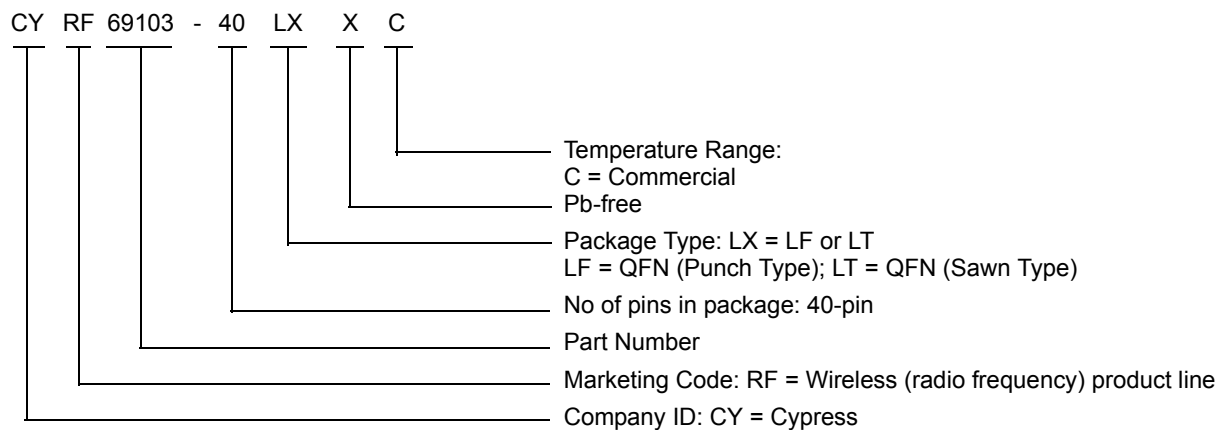 CY RF 69103 - 40 LX X C
Temperature Range:
C = Commercial
Pb-free
Package Type: LX = LF or LT
LF = QFN (Punch Type); LT = QFN (Sawn Type)
No of pins in package: 40-pin
Part Number
Marketing Code: RF = Wireless (radio frequency) product line
Company ID: CY = Cypress